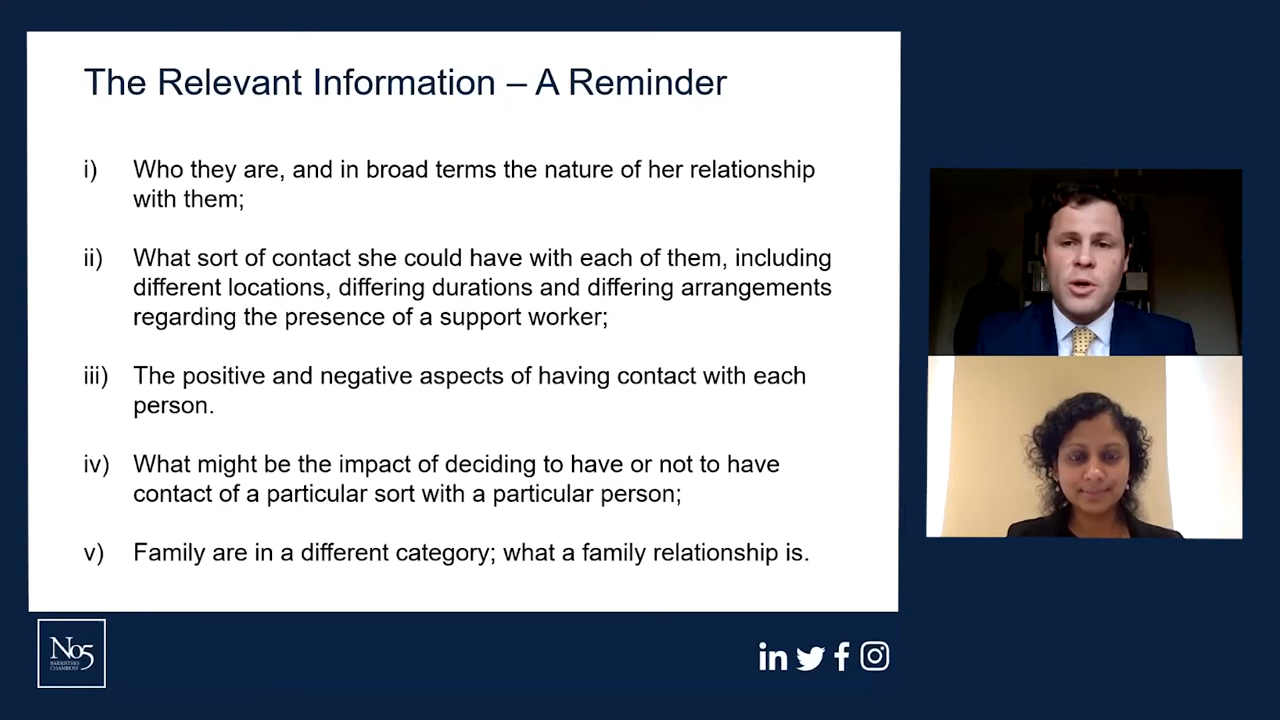 The Relevant Information – A Reminder
i) Who they are, and in broad terms the nature of her relationship
with them;
ii) What sort of contact she could have with each of them, including
different locations, differing durations and differing arrangements
regarding the presence of a support worker;
iii) The positive and negative aspects of having contact with each
person.
iv) What might be the impact of deciding to have or not to have
contact of a particular sort with a particular person;
v) Family are in a different category; what a family relationship is.
No5
BARRISTERS
CHAMBERS
in